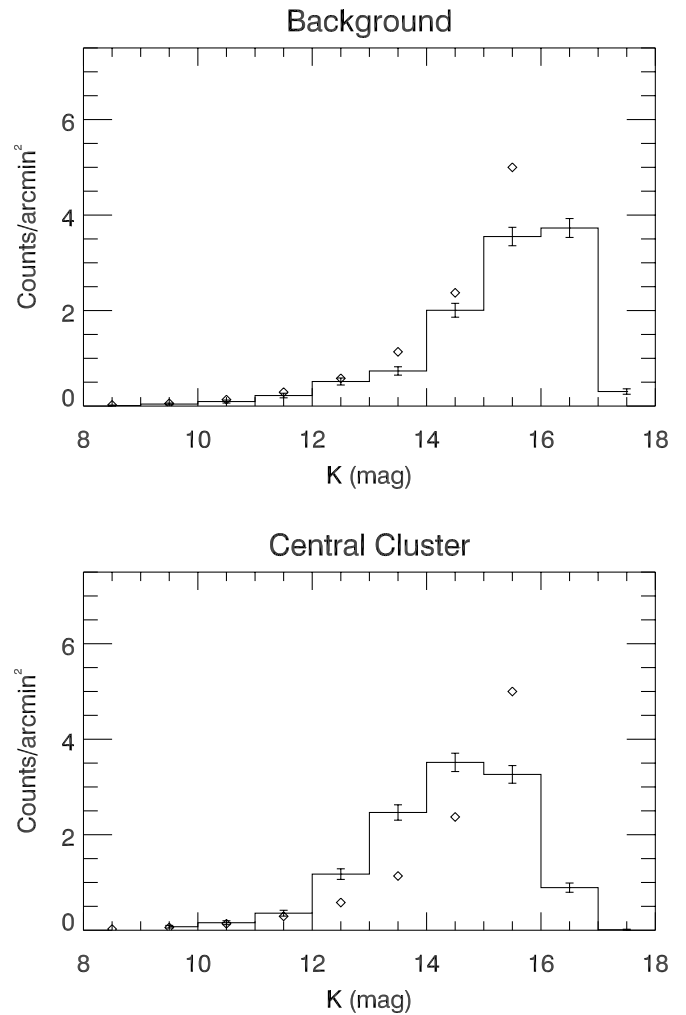 Background
Counts/arcmin²
6
4
2
0
8 10 12 14 16 18
K (mag)
Central Cluster
Counts/arcmin²
6
4
2
0
8 10 12 14 16 18
K (mag)